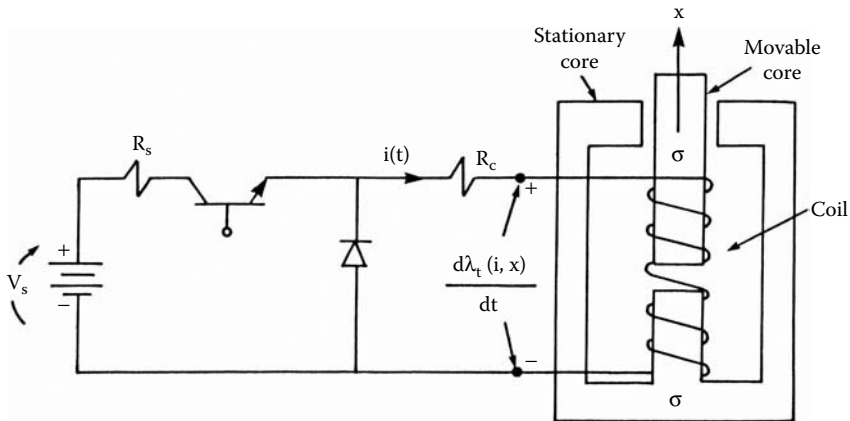 x
Stationary
core
Movable
core
R_s
i(t)
R_c
σ
+
Coil
+
V_s
−
dλ_t (i, x)
dt
−
σ